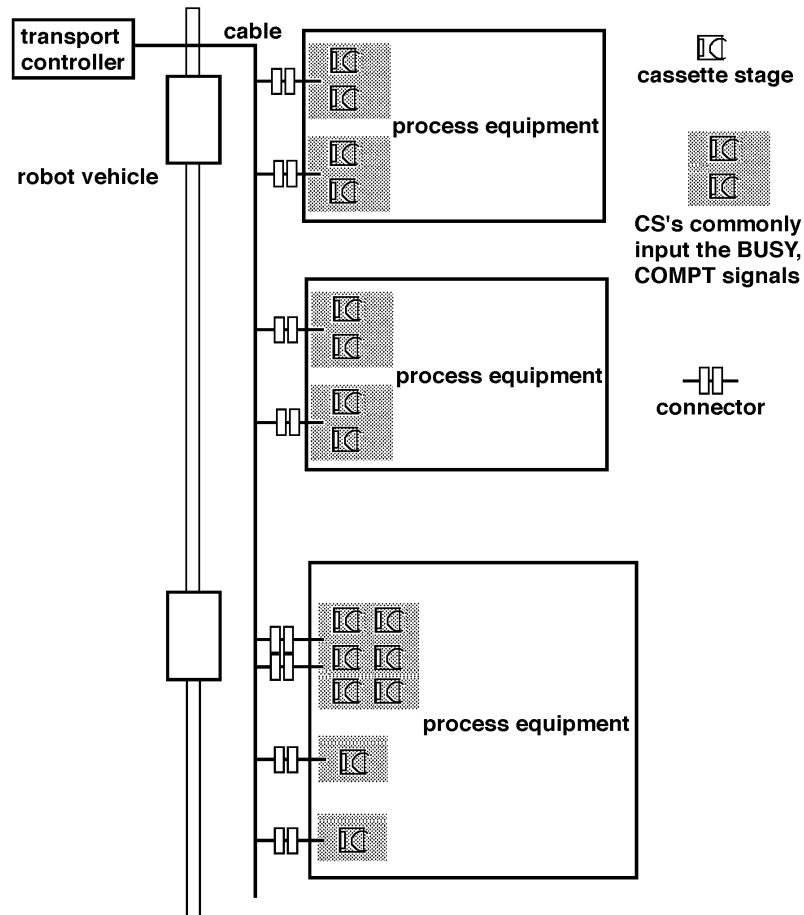 transport
controller
cable
robot vehicle
process equipment
cassette stage
CS's commonly
input the BUSY,
COMPT signals
process equipment
connector
process equipment